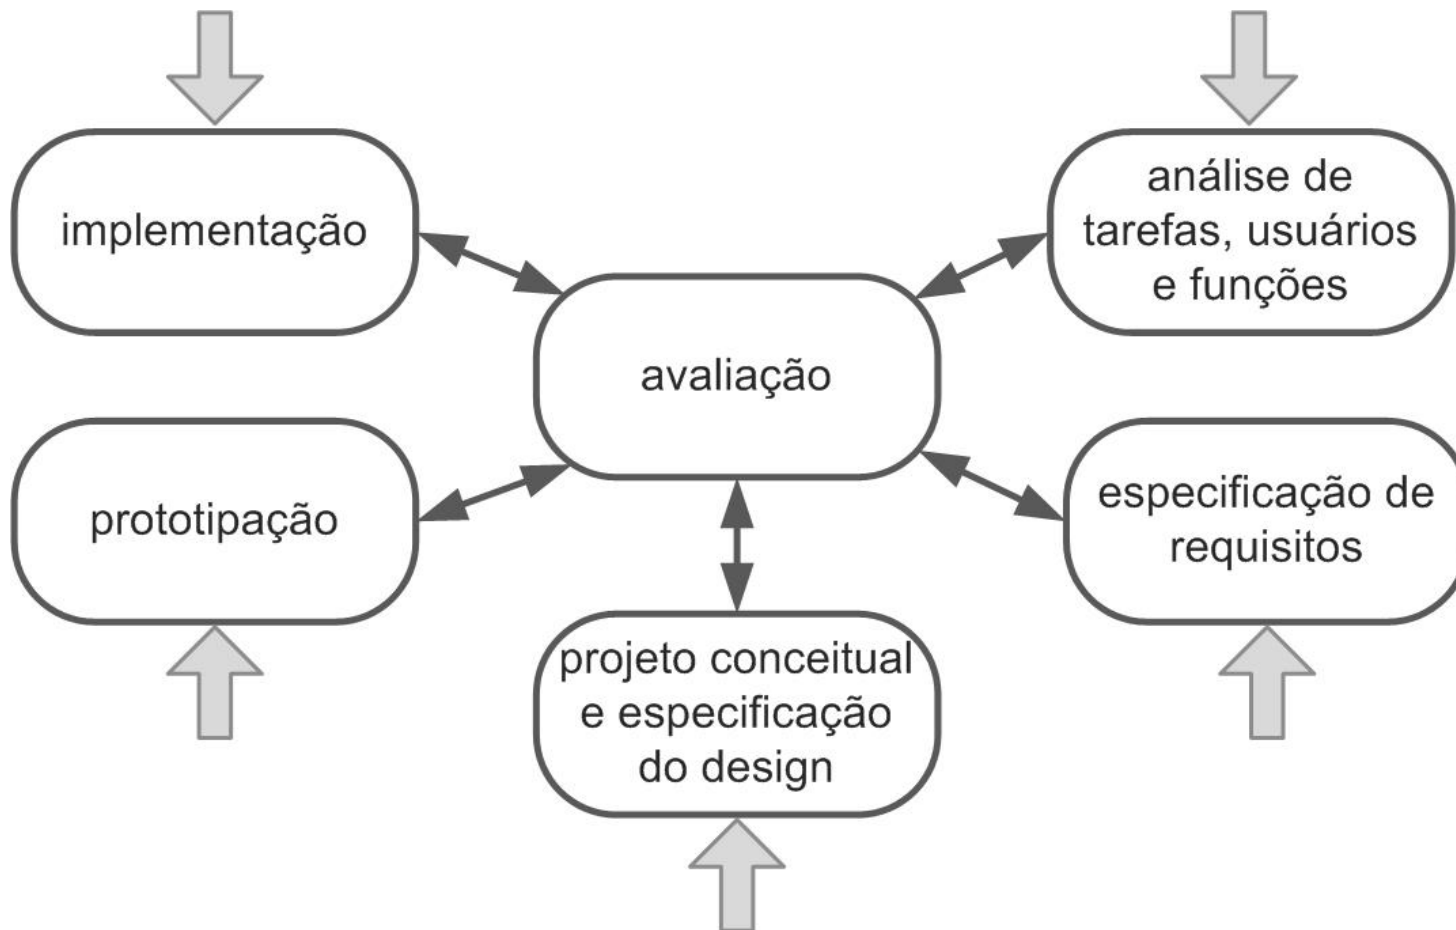 implementação
análise de
tarefas, usuários
e funções
avaliação
prototipação
especificação de
requisitos
projeto conceitual
e especificação
do design